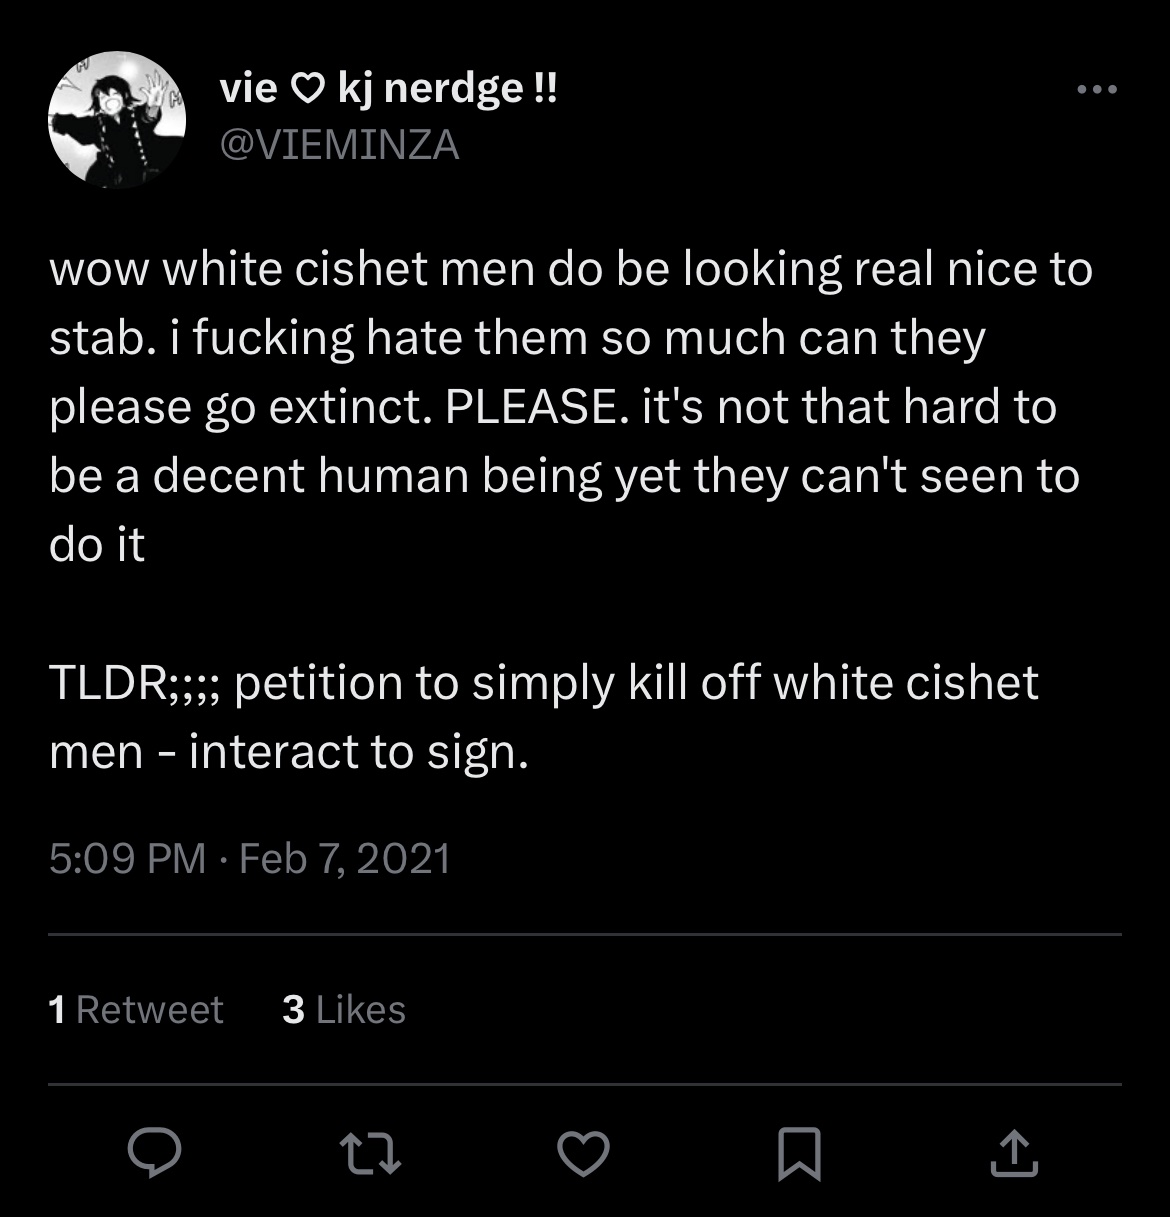 vie ♡ kj nerdge !!
@VIEMINZA
wow white cishet men do be looking real nice to
stab. i fucking hate them so much can they
please go extinct. PLEASE. it's not that hard to
be a decent human being yet they can't seen to
do it
TLDR;;;; petition to simply kill off white cishet
men - interact to sign.
5:09 PM · Feb 7, 2021
1 Retweet 3 Likes